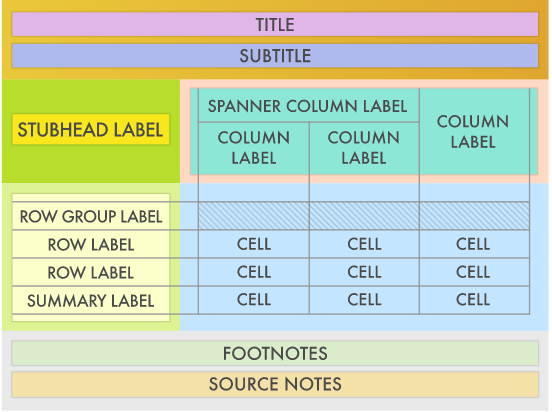 TITLE
SUBTITLE
STUBHEAD LABEL
SPANNER COLUMN LABEL
COLUMN
LABEL
COLUMN
LABEL
COLUMN
LABEL
ROW GROUP LABEL
ROW LABEL CELL CELL CELL
ROW LABEL CELL CELL CELL
SUMMARY LABEL CELL CELL CELL
FOOTNOTES
SOURCE NOTES